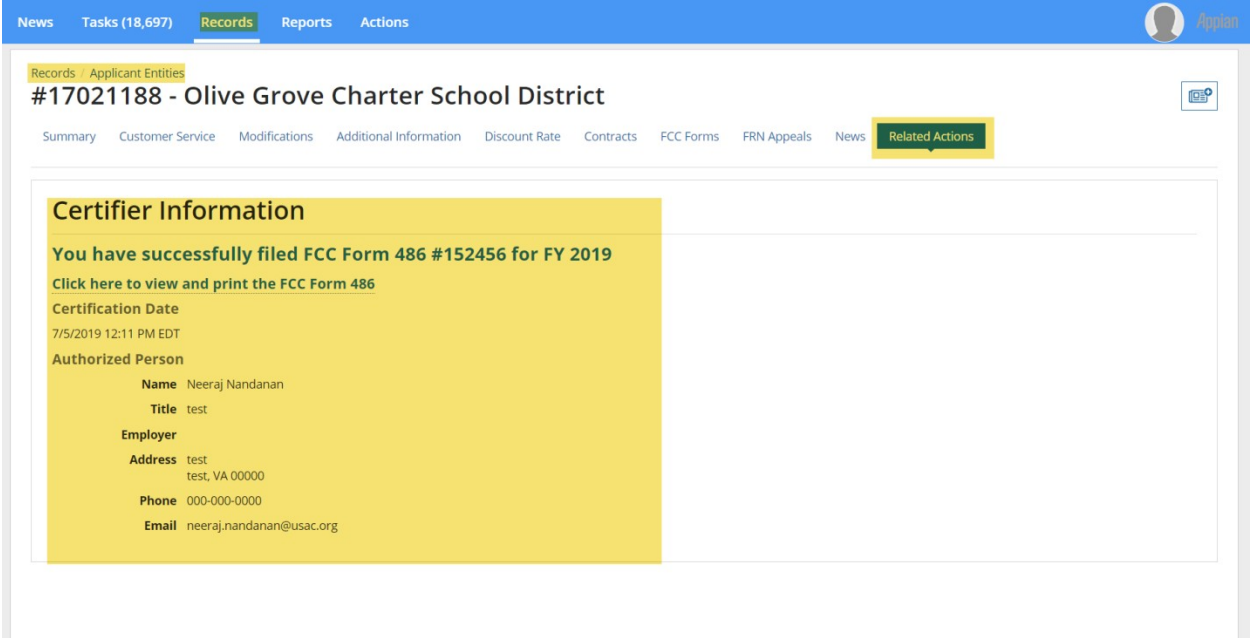 News Tasks (18,697) Records Reports Actions Appian
Records / Applicant Entities
#17021188 - Olive Grove Charter School District
Summary Customer Service Modifications Additional Information Discount Rate Contracts FCC Forms FRN Appeals News Related Actions
Certifier Information
You have successfully filed FCC Form 486 #152456 for FY 2019
Click here to view and print the FCC Form 486
Certification Date
7/5/2019 12:11 PM EDT
Authorized Person
Name Neeraj Nandanan
Title test
Employer
Address test
test, VA 00000
Phone 000-000-0000
Email neeraj.nandanan@usac.org